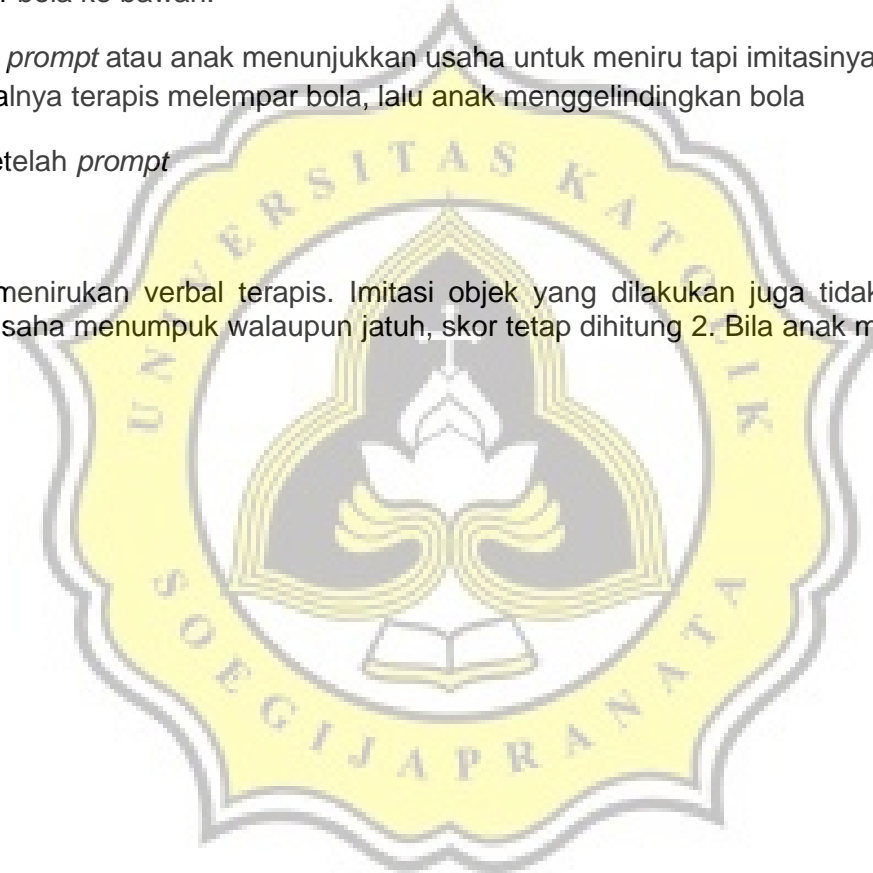 bola ke bawah.
prompt atau anak menunjukkan usaha untuk meniru tapi imitasinya
alnya terapis melempar bola, lalu anak menggelindingkan bola
etelah prompt
menirukan verbal terapis. Imitasi objek yang dilakukan juga tidak
saha menumpuk walaupun jatuh, skor tetap dihitung 2. Bila anak m
UNIVERSITAS KATOLIK
SOEGIJAPRANATA